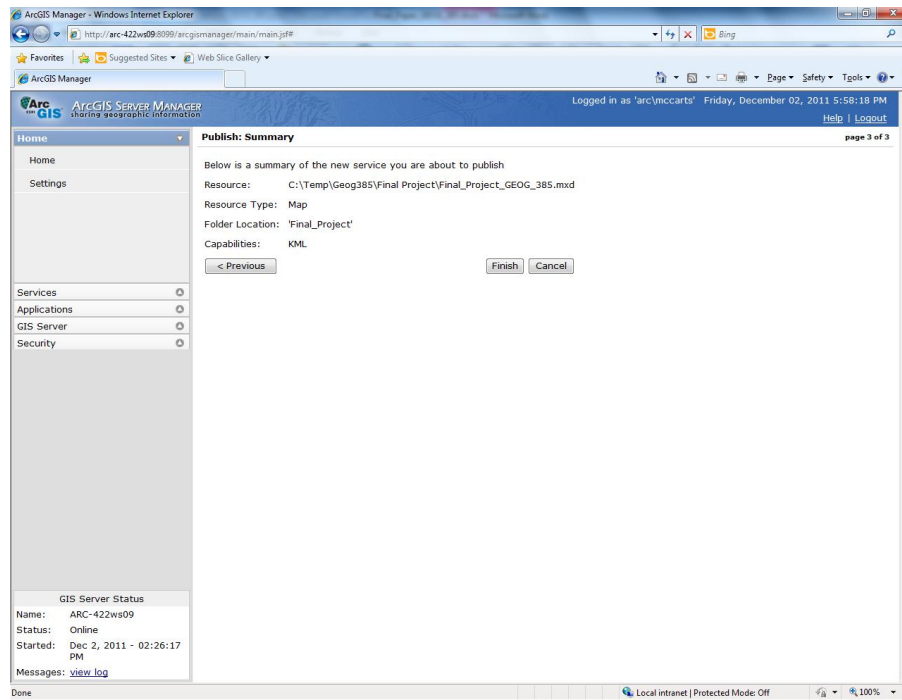 ArcGIS Manager - Windows Internet Explorer
http://arc-422ws09:8099/arcgismanager/main/main.jsf#
Bing
Favorites
Suggested Sites
Web Slice Gallery
ArcGIS Manager
Page
Safety
Tools
Arc GIS
ArcGIS Server Manager
sharing geographic information
Logged in as 'arc\mccarts' Friday, December 02, 2011 5:58:18 PM
Help | Logout
Home
Publish: Summary
page 3 of 3
Home
Settings
Below is a summary of the new service you are about to publish
Resource: C:\Temp\Geog385\Final Project\Final_Project_GEOG_385.mxd
Resource Type: Map
Folder Location: 'Final_Project'
Capabilities: KML
< Previous
Finish
Cancel
Services
Applications
GIS Server
Security
GIS Server Status
Name: ARC-422ws09
Status: Online
Started: Dec 2, 2011 - 02:26:17
PM
Messages: view log
Done
Local intranet | Protected Mode: Off
100%